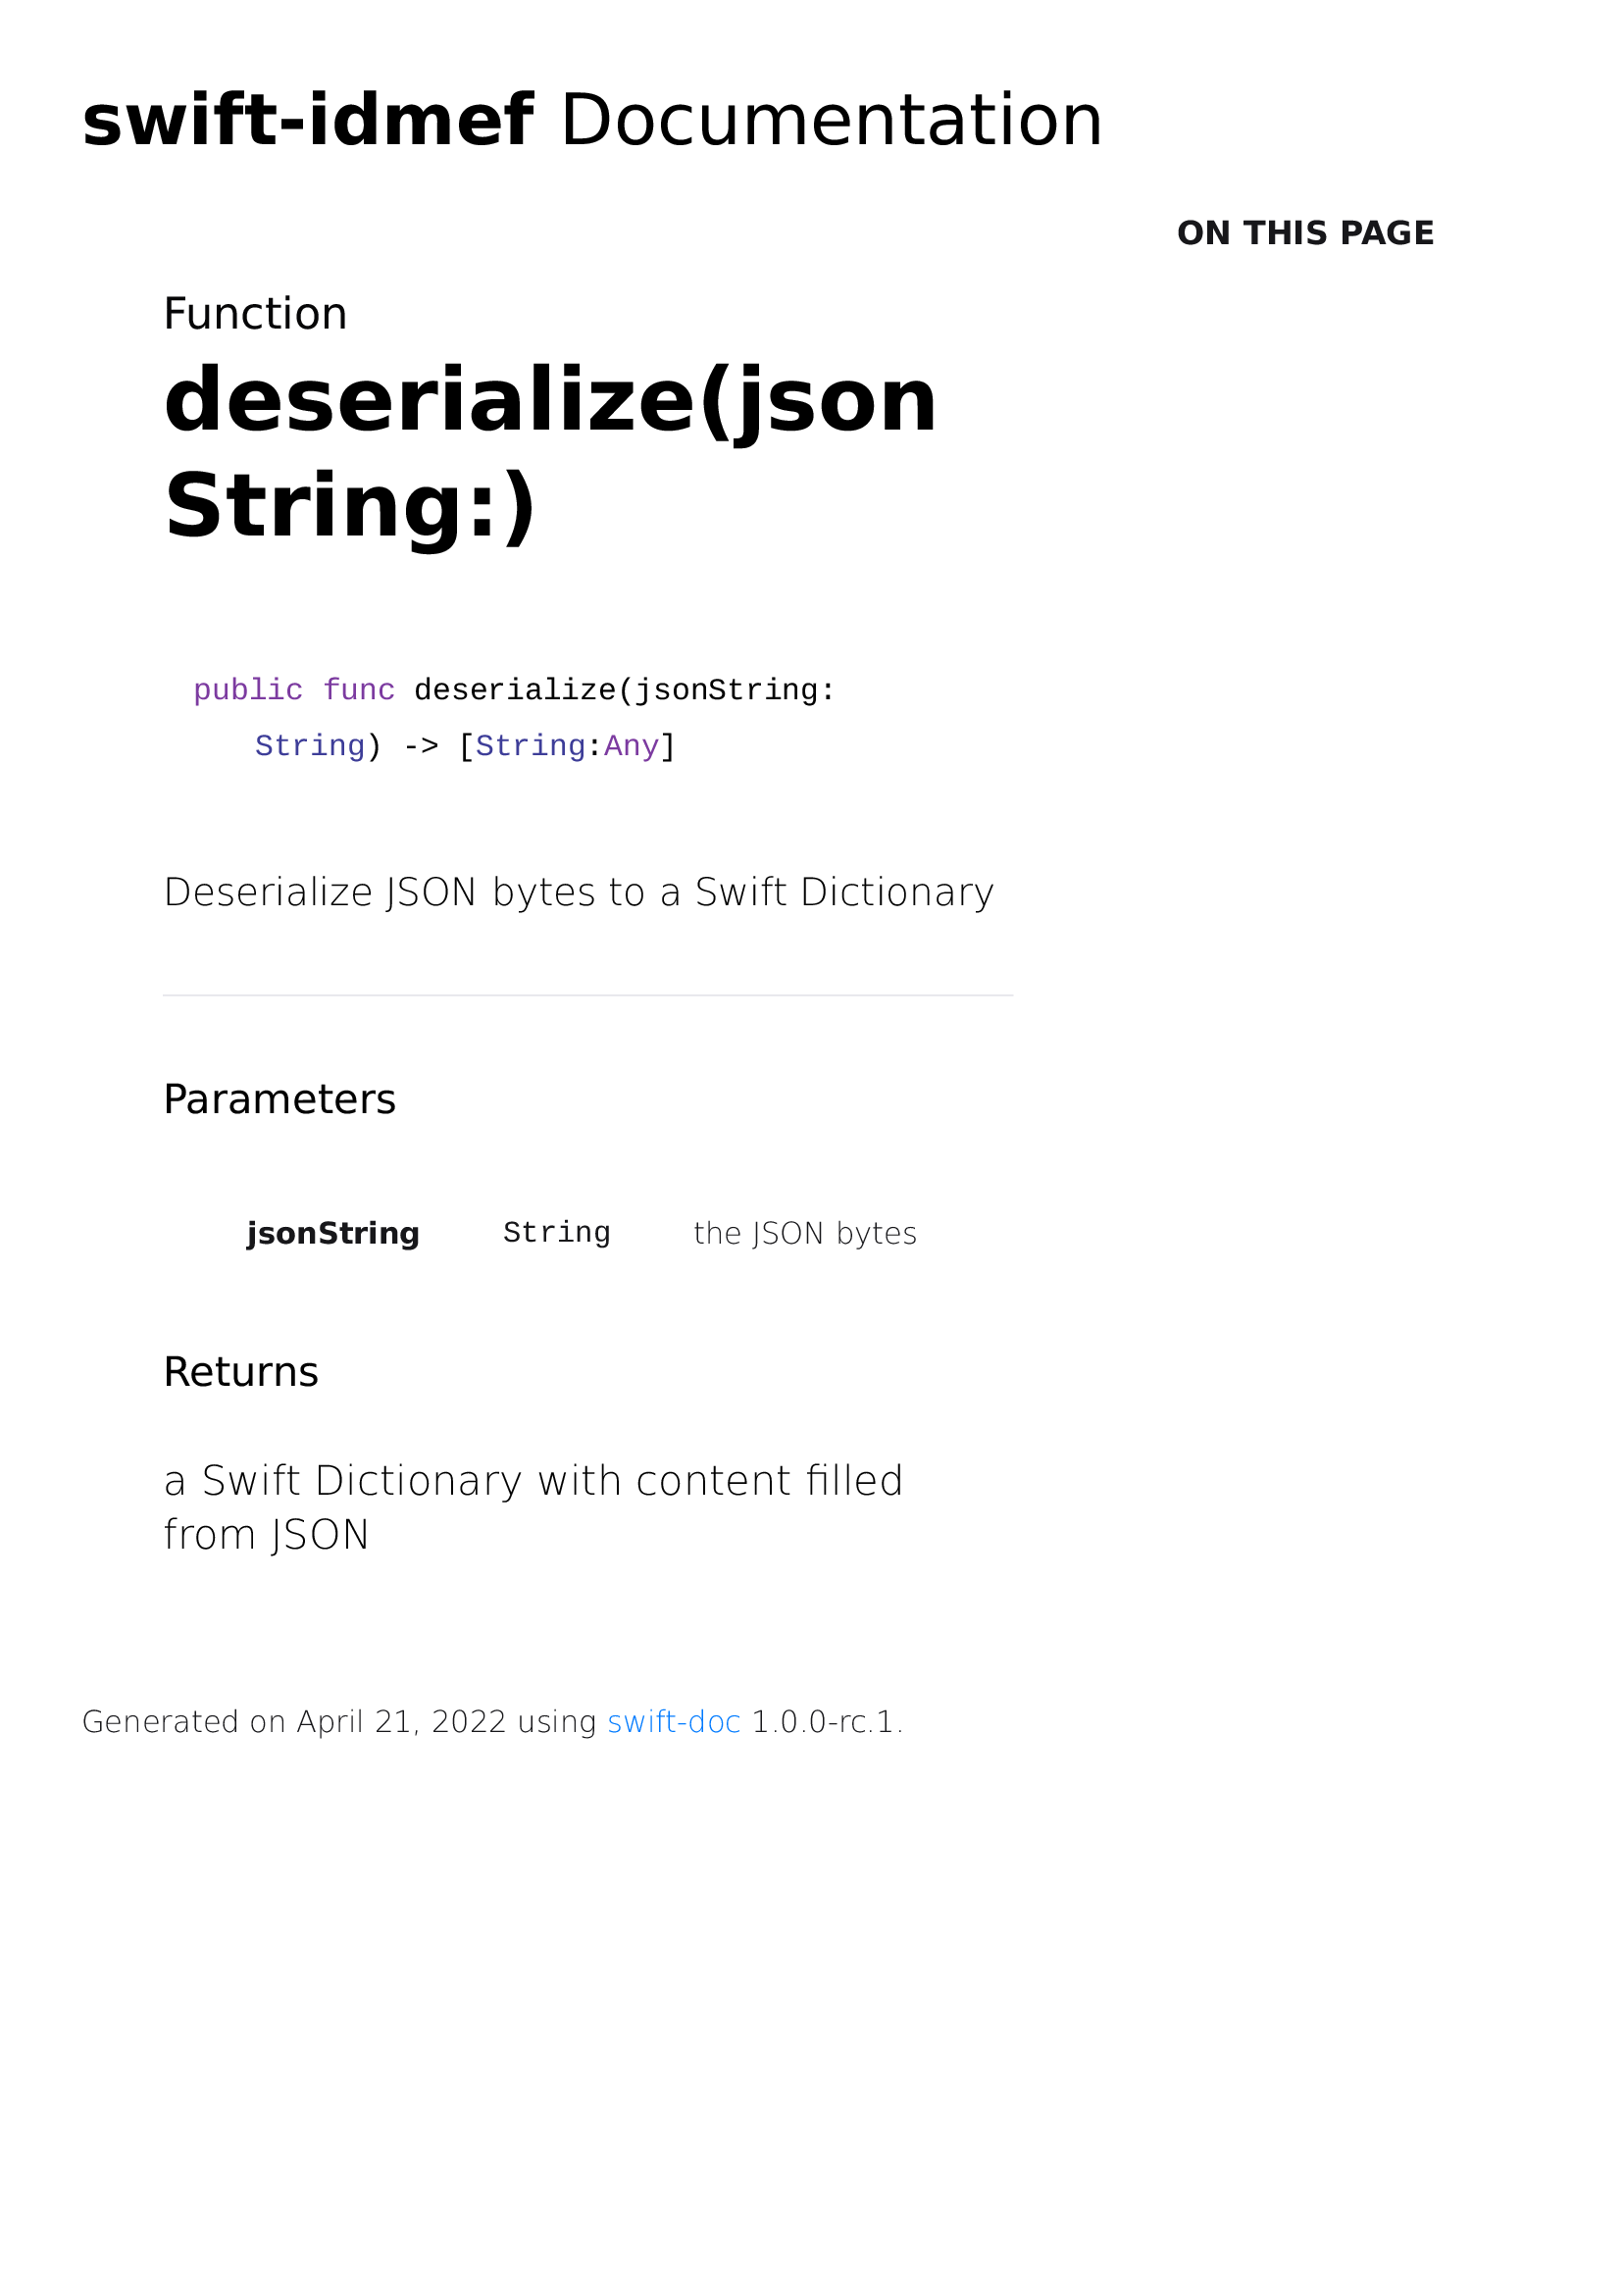 swift-idmef Documentation
ON THIS PAGE
Function
deserialize(json
String:)
public func deserialize(jsonString:
String) -> [String:Any]
Deserialize JSON bytes to a Swift Dictionary
Parameters
jsonString String the JSON bytes
Returns
a Swift Dictionary with content filled
from JSON
Generated on April 21, 2022 using swift-doc 1.0.0-rc.1.